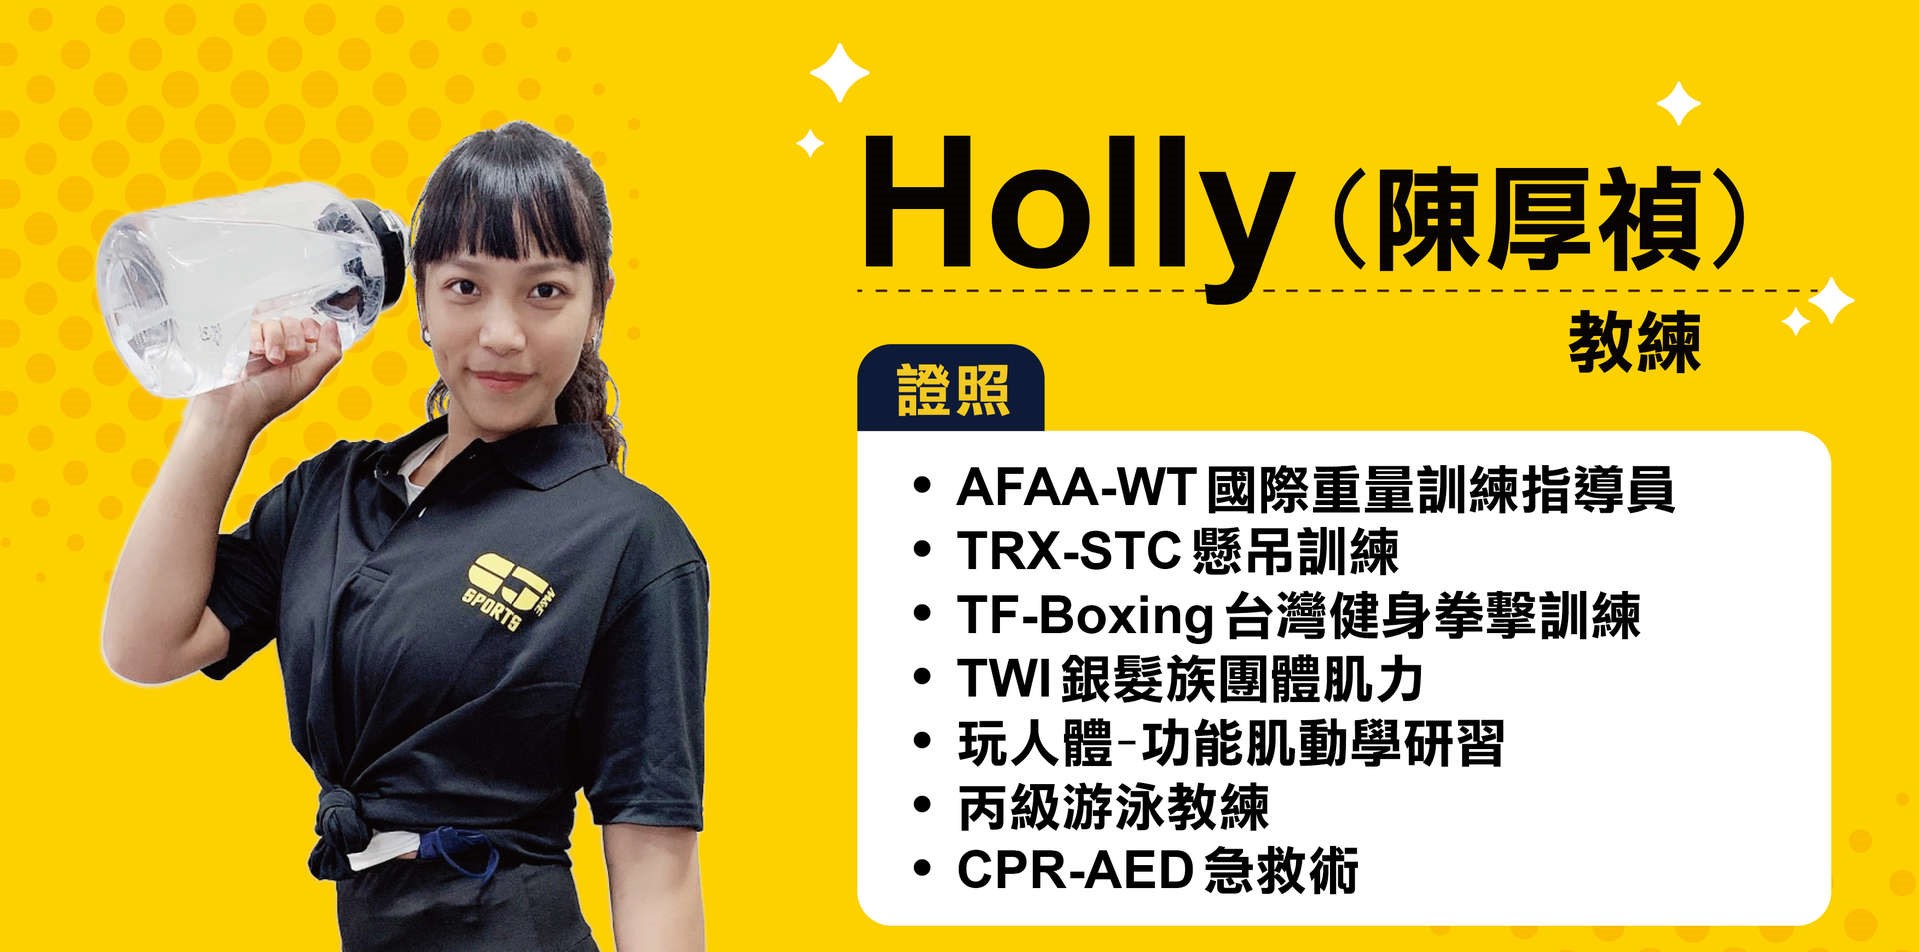 Holly（陳厚禎）
教練
證照
• AFAA-WT 國際重量訓練指導員
• TRX-STC 懸吊訓練
• TF-Boxing 台灣健身拳擊訓練
• TWI 銀髮族團體肌力
• 玩人體-功能肌動學研習
• 丙級游泳教練
• CPR-AED 急救術
CJ
SPORTS